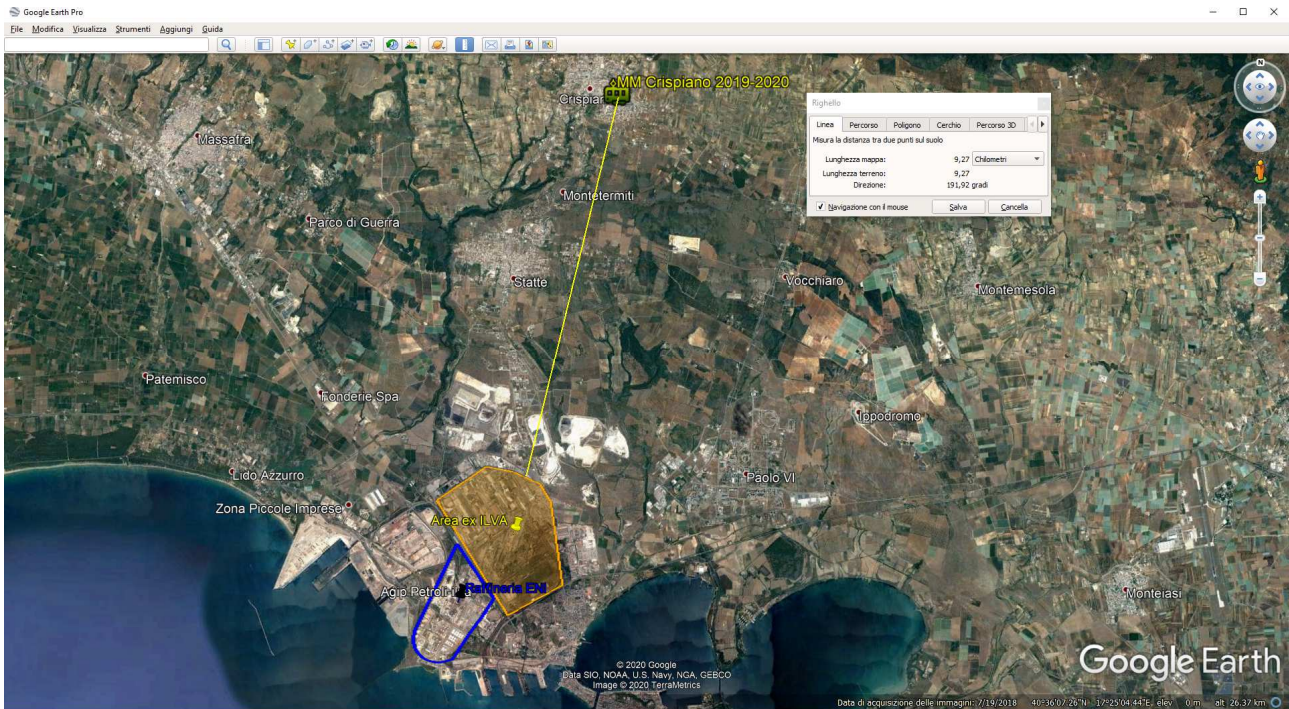 Google Earth Pro
File Modifica Visualizza Strumenti Aggiungi Guida
MM Crispiano 2019-2020
Crispiar
Righello
Linea Percorso Poligono Cerchio Percorso 3D
Misura la distanza tra due punti sul suolo
Lunghezza mappa: 9,27 Chilometri
Lunghezza terreno: 9,27
Direzione: 191,92 gradi
Navigazione con il mouse Salva Cancella
N
Massafra
Montetermiti
Parco di Guerra
Statte
Vocchiaro
Montemesola
Patemisco
Fonderie Spa
Ippodromo
Lido Azzurro
Paolo VI
Zona Piccole Imprese
Area ex ILVA
Raffineria ENI
Agip Petroli
Monteiasi
© 2020 Google
Data SIO, NOAA, U.S. Navy, NGA, GEBCO
Image © 2020 TerraMetrics
Google Earth
Data di acquisizione delle immagini: 7/19/2018 40°36'07.26"N 17°25'04.44"E elev 0 m alt 26.37 km